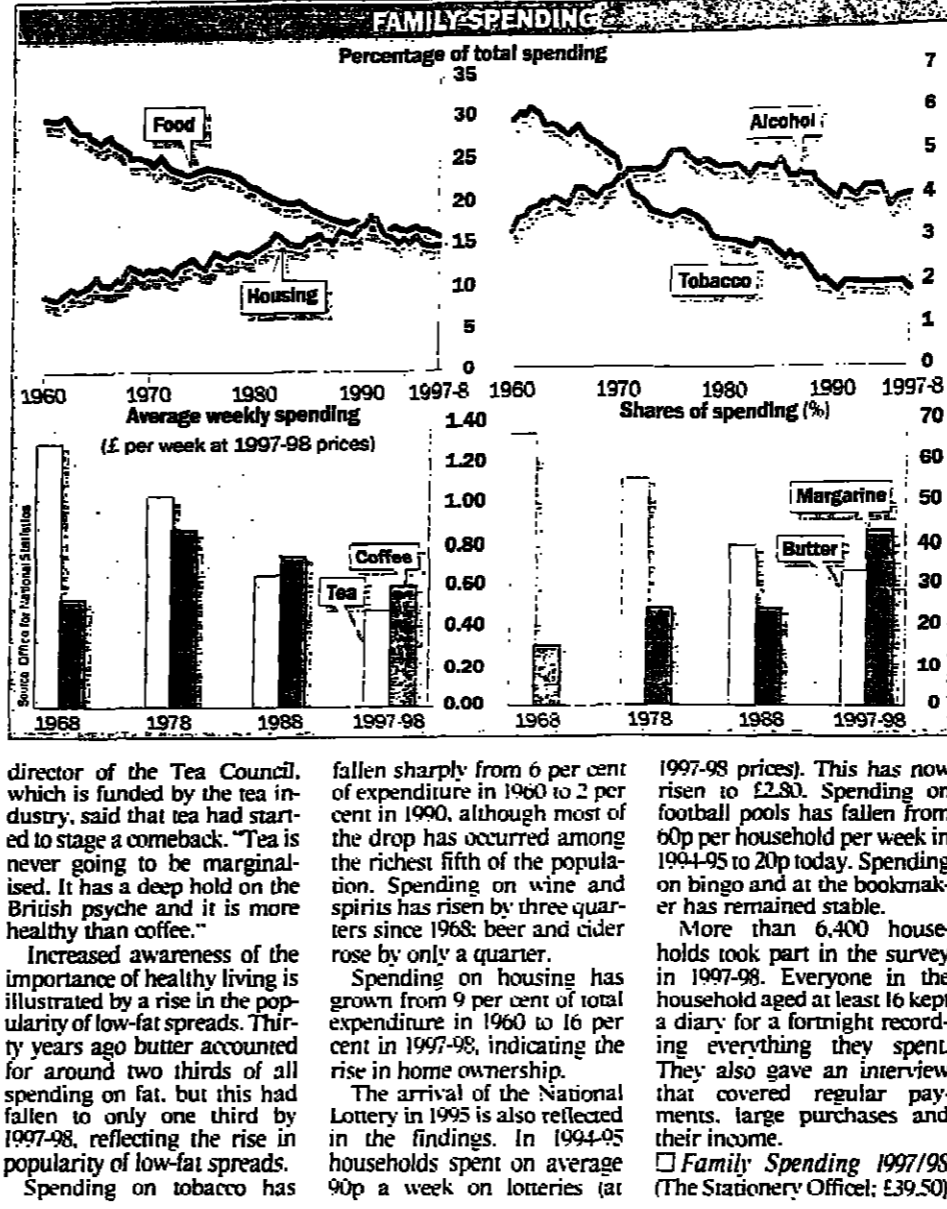 FAMILY SPENDING
Percentage of total spending
35
30
25
20
15
10
5
0
Food
Housing
1960 1970 1980 1990 1997-8
7
6
5
4
3
2
1
0
Alcohol
Tobacco
1960 1970 1980 1990 1997-8
Average weekly spending
(£ per week at 1997-98 prices)
1.40
1.20
1.00
0.80
0.60
0.40
0.20
0.00
Coffee
Tea
Source Office for National Statistics
1968 1978 1988 1997-98
Shares of spending (%)
70
60
50
40
30
20
10
0
Margarine
Butter
1968 1978 1988 1997-98
director of the Tea Council,
which is funded by the tea in-
dustry, said that tea had start-
ed to stage a comeback. "Tea is
never going to be marginal-
ised. It has a deep hold on the
British psyche and it is more
healthy than coffee."
Increased awareness of the
importance of healthy living is
illustrated by a rise in the pop-
ularity of low-fat spreads. Thir-
ty years ago butter accounted
for around two thirds of all
spending on fat, but this had
fallen to only one third by
1997-98, reflecting the rise in
popularity of low-fat spreads.
Spending on tobacco has
fallen sharply from 6 per cent
of expenditure in 1960 to 2 per
cent in 1990, although most of
the drop has occurred among
the richest fifth of the popula-
tion. Spending on wine and
spirits has risen by three quar-
ters since 1968; beer and cider
rose by only a quarter.
Spending on housing has
grown from 9 per cent of total
expenditure in 1960 to 16 per
cent in 1997-98, indicating the
rise in home ownership.
The arrival of the National
Lottery in 1995 is also reflected
in the findings. In 1994-95
households spent on average
90p a week on lotteries (at
1997-98 prices). This has now
risen to £2.80. Spending on
football pools has fallen from
60p per household per week in
1994-95 to 20p today. Spending
on bingo and at the bookmak-
er has remained stable.
More than 6,400 house-
holds took part in the survey
in 1997-98. Everyone in the
household aged at least 16 kept
a diary for a fortnight record-
ing everything they spent.
They also gave an interview
that covered regular pay-
ments, large purchases and
their income.
□ Family Spending 1997/98
(The Stationery Officel; £39.50)